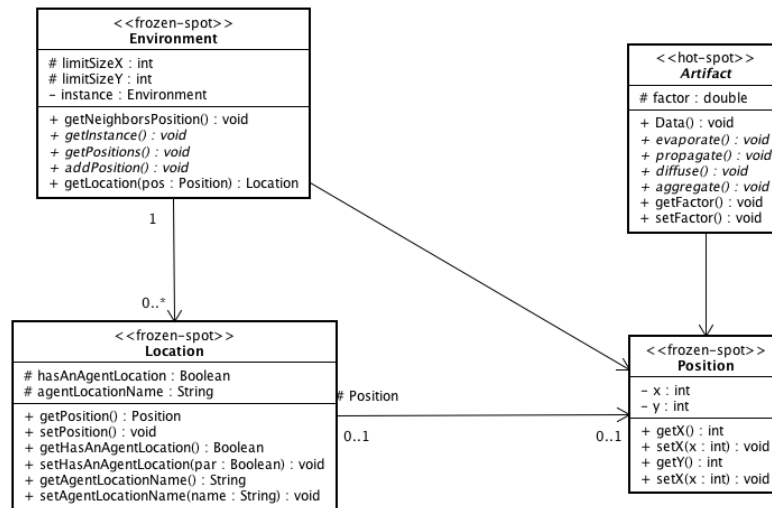 <<frozen-spot>>
Environment
# limitSizeX : int
# limitSizeY : int
- instance : Environment
+ getNeighborsPosition() : void
+ getInstance() : void
+ getPositions() : void
+ addPosition() : void
+ getLocation(pos : Position) : Location
<<hot-spot>>
Artifact
# factor : double
+ Data() : void
+ evaporate() : void
+ propagate() : void
+ diffuse() : void
+ aggregate() : void
+ getFactor() : void
+ setFactor() : void
1
0..*
<<frozen-spot>>
Location
# hasAnAgentLocation : Boolean
# agentLocationName : String
+ getPosition() : Position
+ setPosition() : void
+ getHasAnAgentLocation() : Boolean
+ setHasAnAgentLocation(par : Boolean) : void
+ getAgentLocationName() : String
+ setAgentLocationName(name : String) : void
# Position
0..1
0..1
<<frozen-spot>>
Position
- x : int
- y : int
+ getX() : int
+ setX(x : int) : void
+ getY() : int
+ setX(x : int) : void